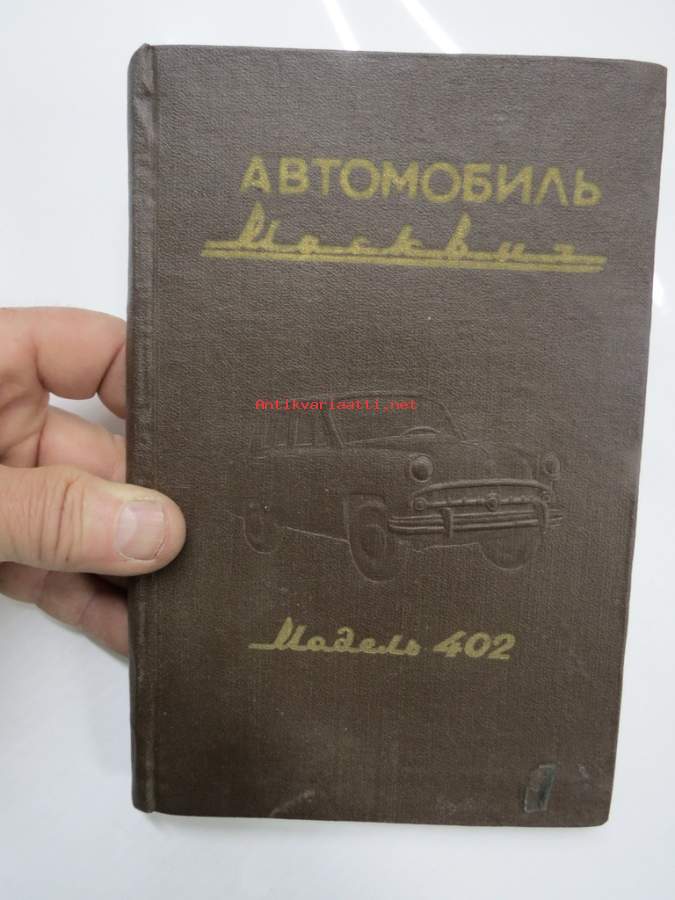 АВТОМОБИЛЬ
Москвич
Antikvariaatti.net
Модель 402